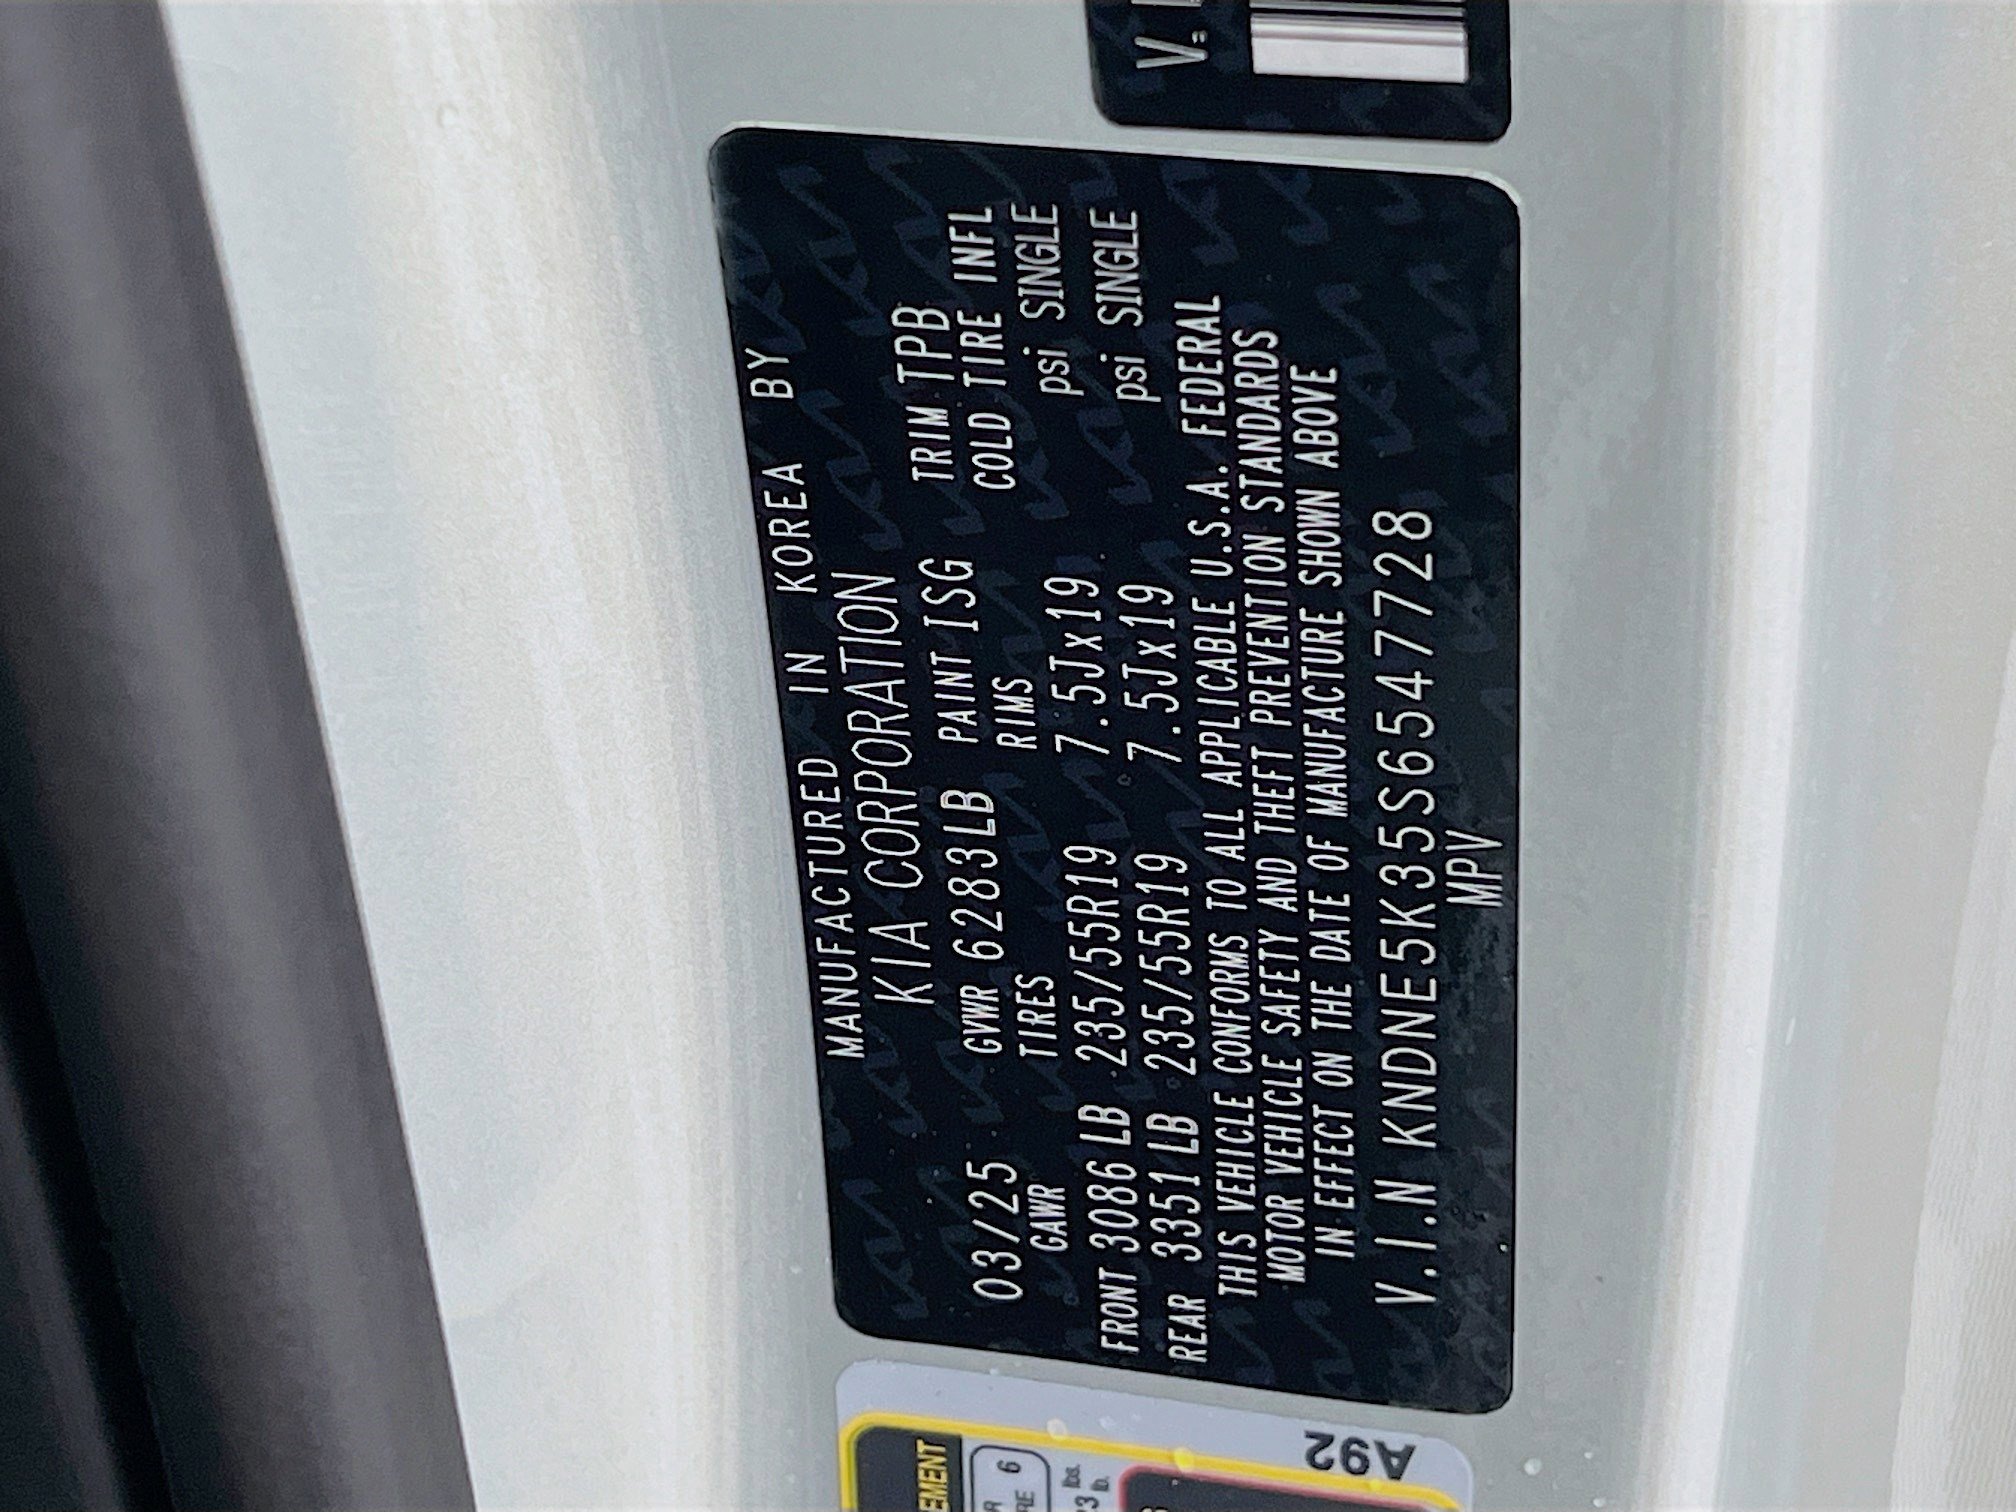 MANUFACTURED IN KOREA BY
KIA CORPORATION
03/25 GVWR 6283LB PAINT ISG TRIM TPB
GAWR TIRES RIMS COLD TIRE INFL
FRONT 3086LB 235/55R19 7.5Jx19 psi SINGLE
REAR 3351LB 235/55R19 7.5Jx19 psi SINGLE
THIS VEHICLE CONFORMS TO ALL APPLICABLE U.S.A. FEDERAL
MOTOR VEHICLE SAFETY AND THEFT PREVENTION STANDARDS
IN EFFECT ON THE DATE OF MANUFACTURE SHOWN ABOVE
V.I.N KNDNE5K35S6547728
MPV
V.
A92
6
lbs.
lb.